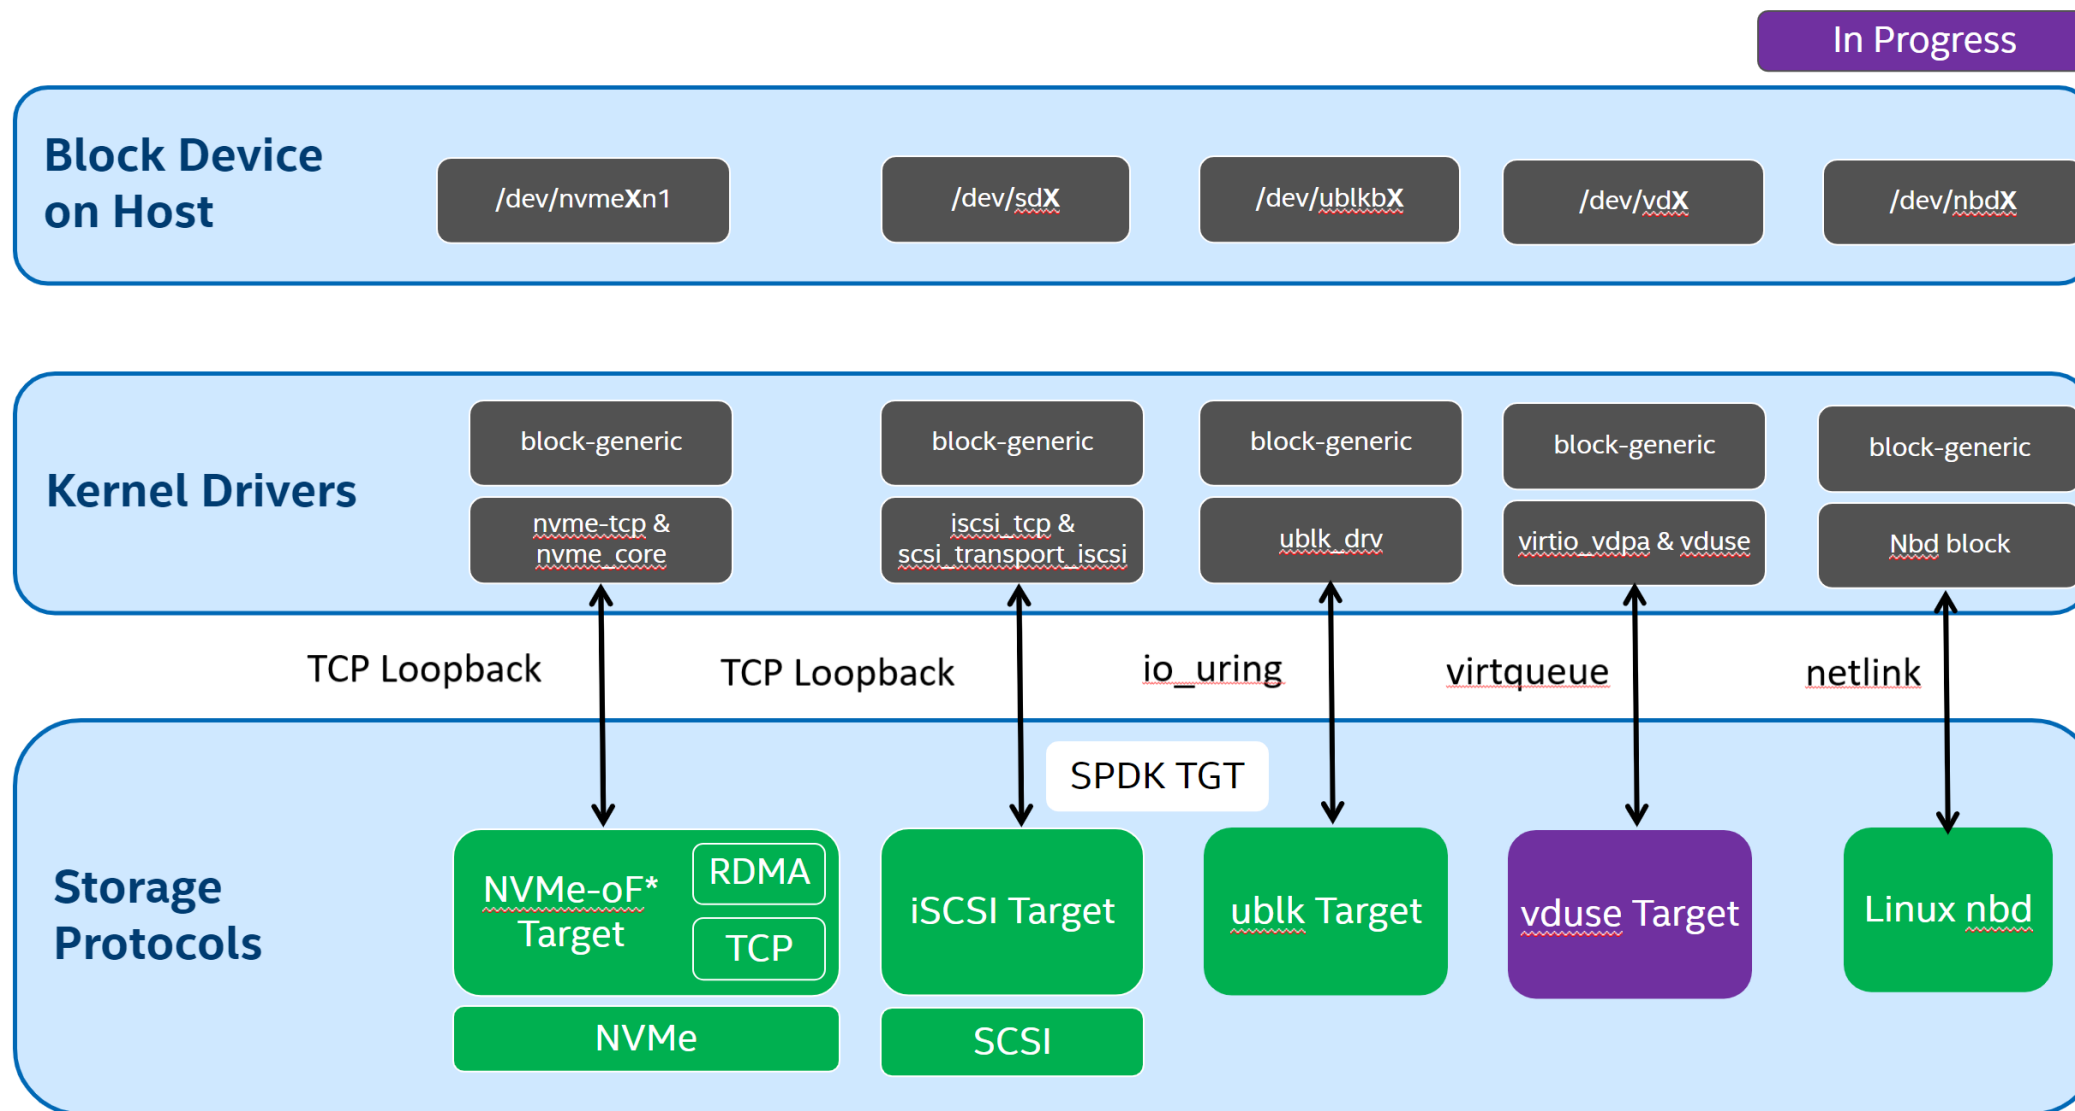 In Progress
Block Device
on Host
/dev/nvmeXn1
/dev/sdX
/dev/ublkbX
/dev/vdX
/dev/nbdX
Kernel Drivers
block-generic
block-generic
block-generic
block-generic
block-generic
nvme-tcp &
nvme_core
iscsi_tcp &
scsi_transport_iscsi
ublk_drv
virtio_vdpa & vduse
Nbd block
TCP Loopback
TCP Loopback
io_uring
virtqueue
netlink
SPDK TGT
Storage
Protocols
NVMe-oF*
Target
RDMA
TCP
iSCSI Target
ublk Target
vduse Target
Linux nbd
NVMe
SCSI